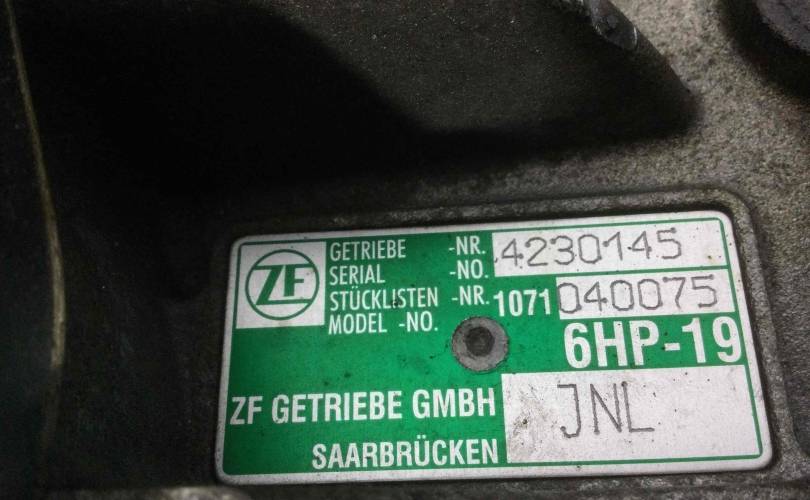 ZF
GETRIEBE -NR. 4230145
SERIAL -NO.
STÜCKLISTEN -NR. 1071 040075
MODEL -NO.
6HP-19
ZF GETRIEBE GMBH JNL
SAARBRÜCKEN